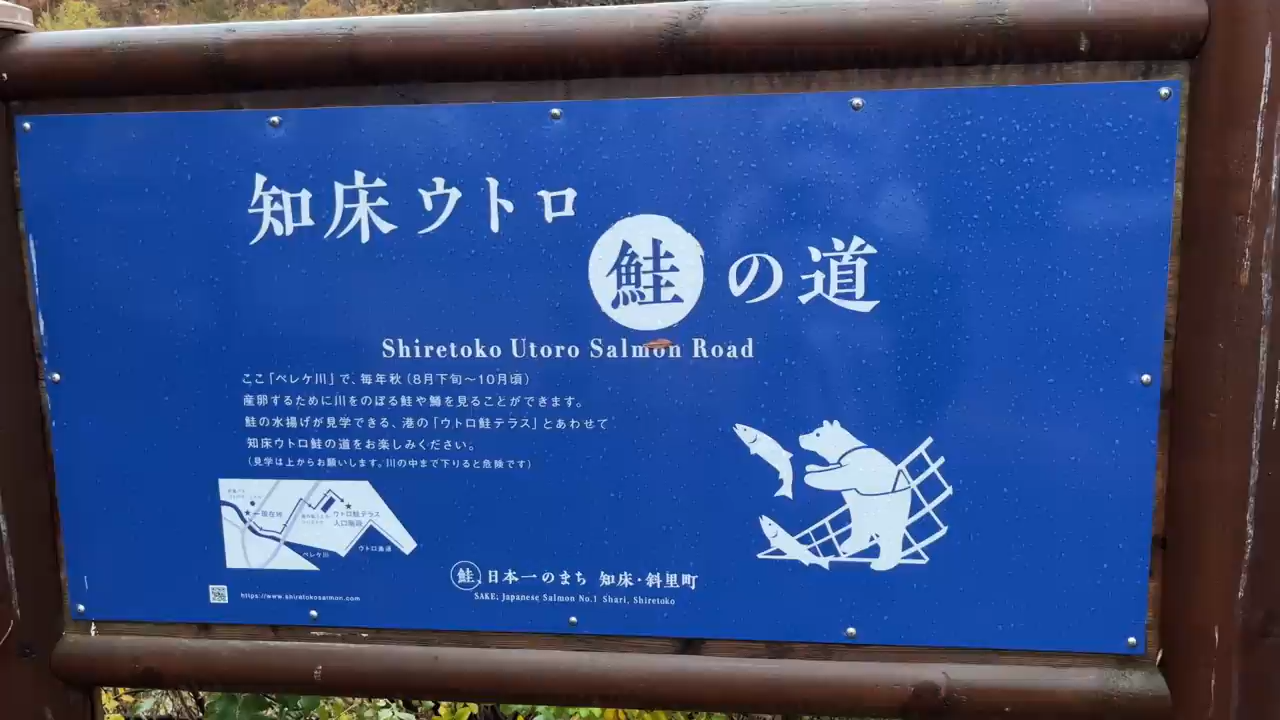 知床ウトロ
鮭の道
Shiretoko Utoro Salmon Road
ここ「ペレケ川」で、毎年秋（8月下旬〜10月頃）
産卵するために川をのぼる鮭や鱒を見ることができます。
鮭の水揚げが見学できる、港の「ウトロ鮭テラス」とあわせて
知床ウトロ鮭の道をお楽しみください。
（見学は上からお願いします。川の中まで下りると危険です）
現在地
ウトロ鮭テラス
入口階段
ペレケ川
ウトロ漁港
https://www.shiretokosalmon.com
鮭、日本一のまち 知床・斜里町
SAKE; Japanese Salmon No.1 Shari, Shiretoko